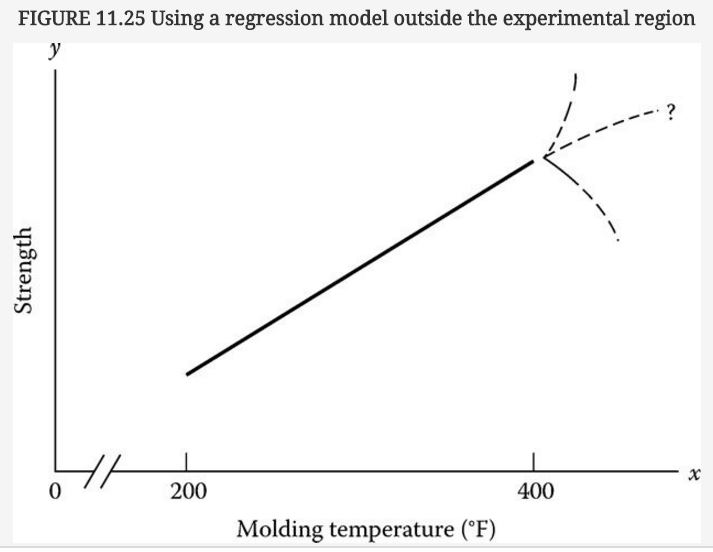 FIGURE 11.25 Using a regression model outside the experimental region
y
?
Strength
x
0
200
400
Molding temperature (°F)